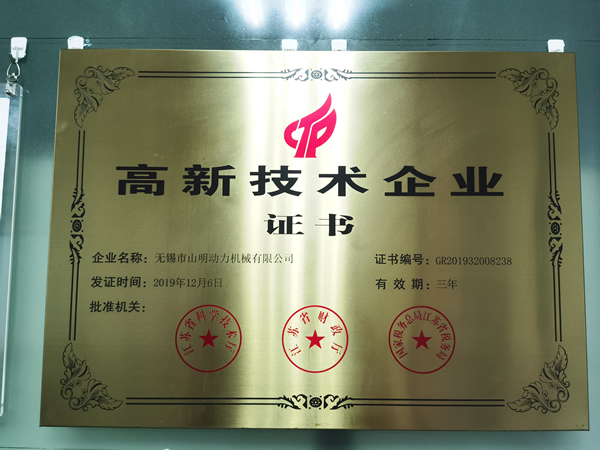 高新技术企业
证书
企业名称：无锡市山明动力机械有限公司
证书编号：GR201932008238
发证时间：2019年12月6日
有效期：三年
批准机关：
江苏省科学技术厅
江苏省财政厅
国家税务总局江苏省税务局